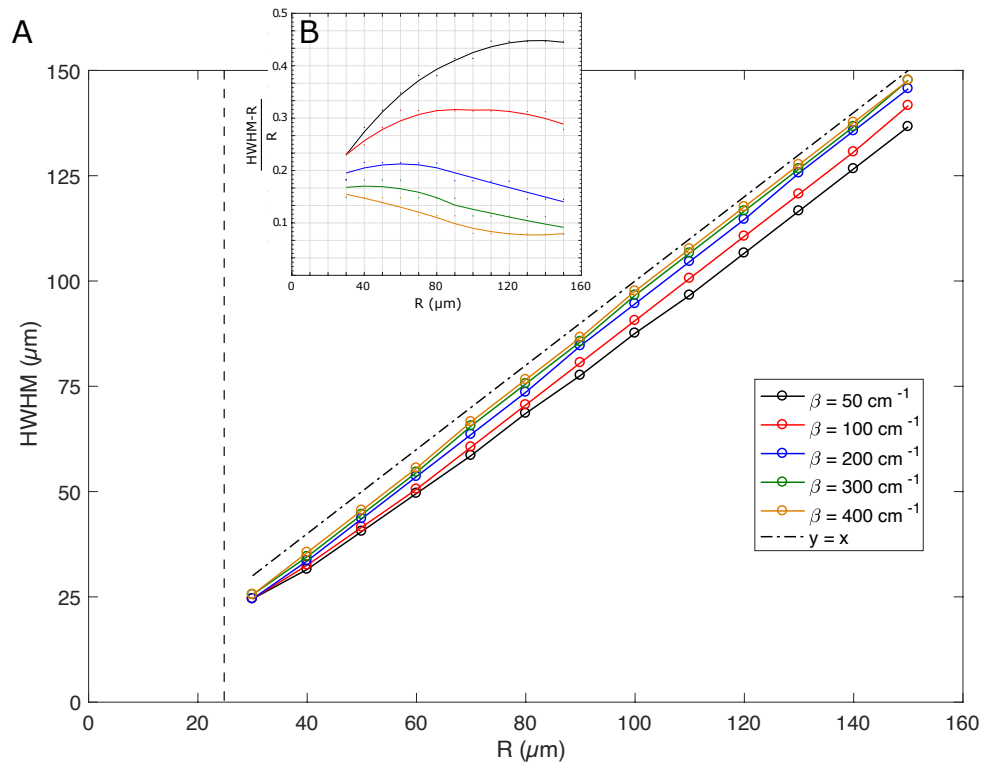 A
B
0.5
0.4
0.3
0.2
0.1
HWHM-R
R
0 40 80 120 160
R (µm)
150
125
100
75
50
25
0
HWHM (µm)
β = 50 cm⁻¹
β = 100 cm⁻¹
β = 200 cm⁻¹
β = 300 cm⁻¹
β = 400 cm⁻¹
y = x
0 20 40 60 80 100 120 140 160
R (µm)